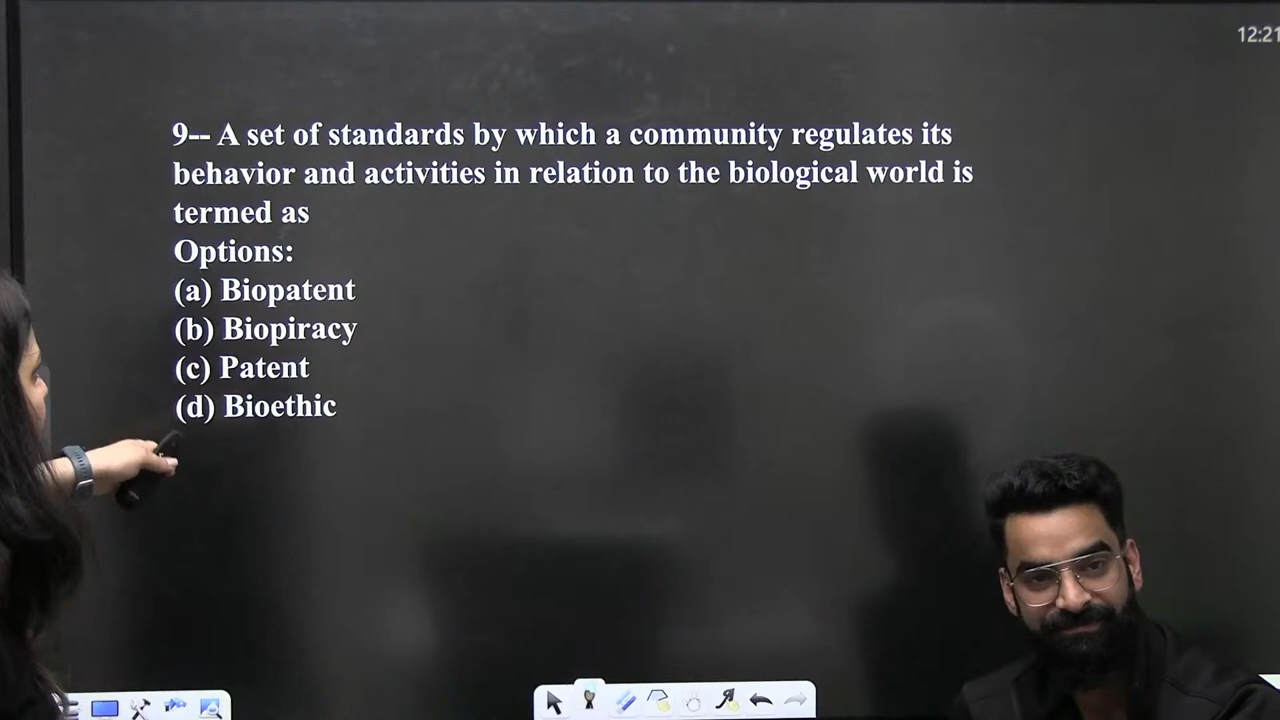 12:21
9-- A set of standards by which a community regulates its
behavior and activities in relation to the biological world is
termed as
Options:
(a) Biopatent
(b) Biopiracy
(c) Patent
(d) Bioethic